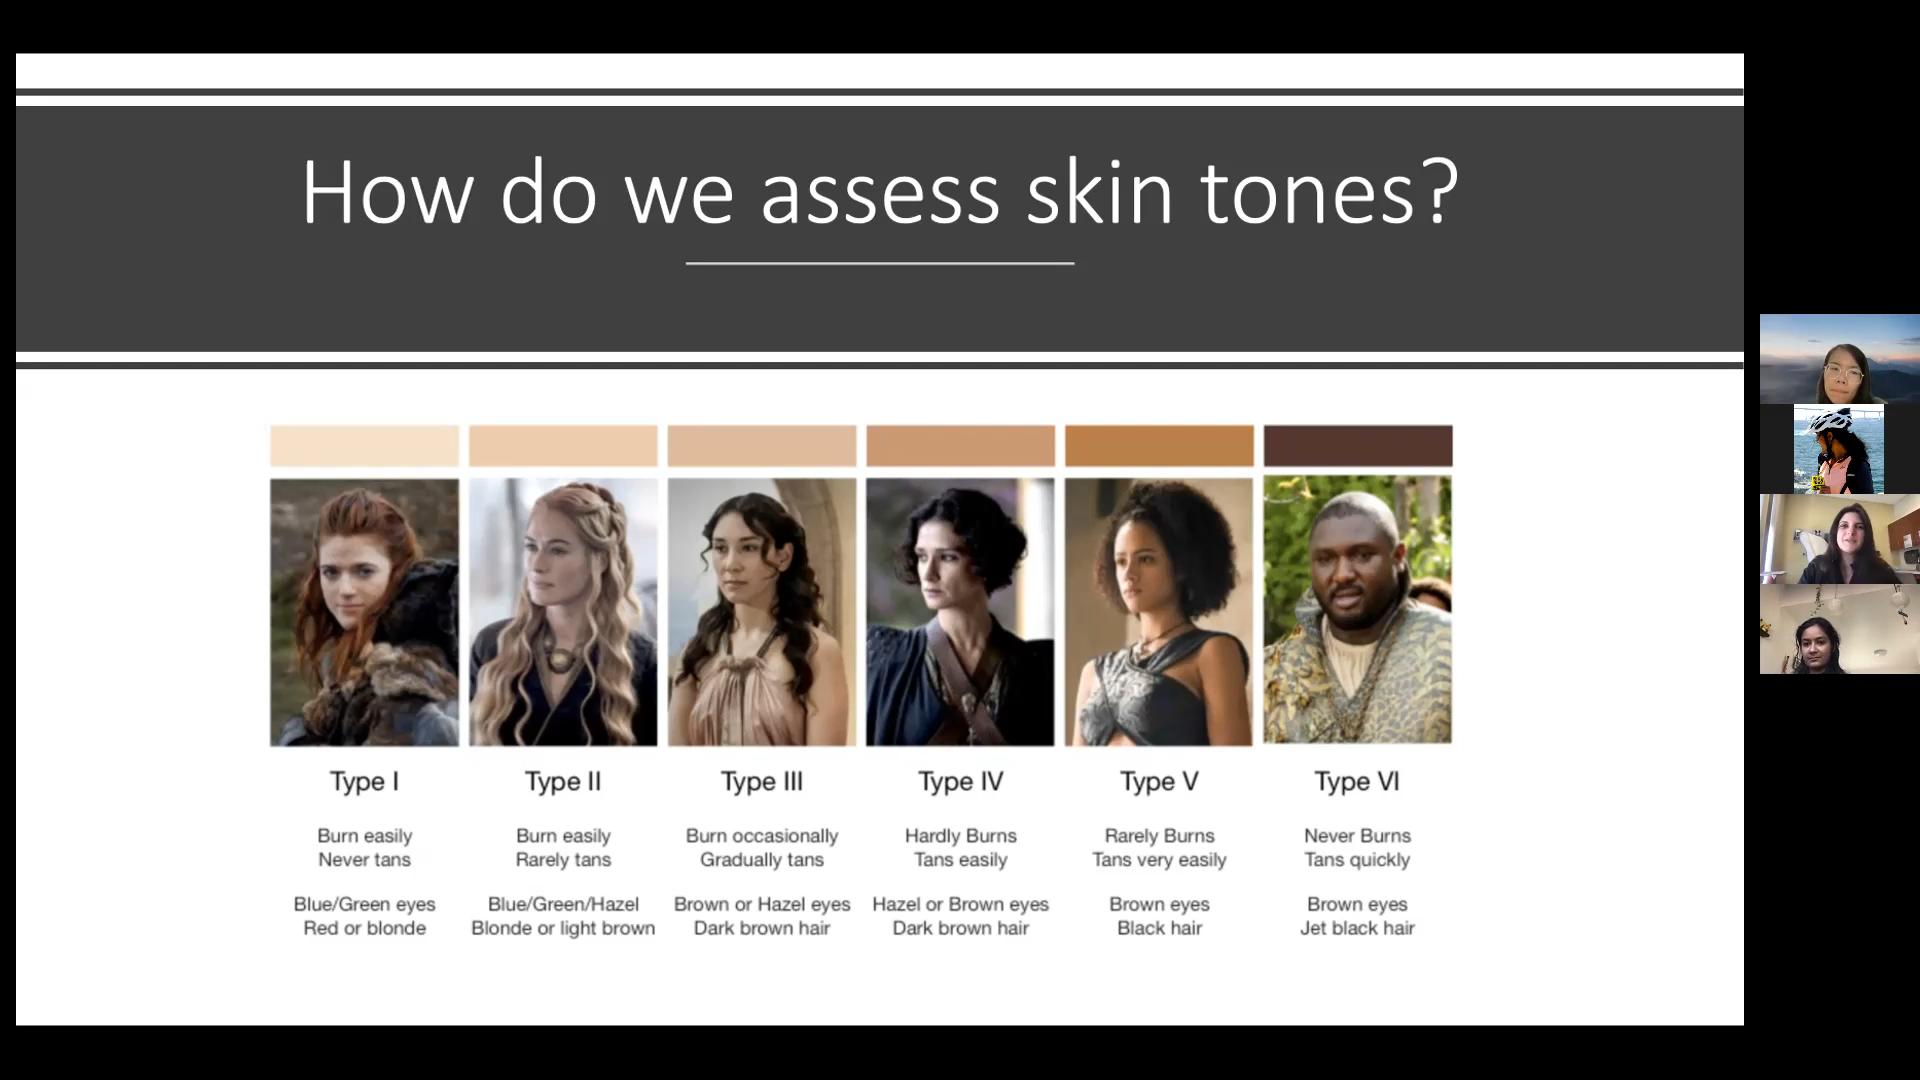 How do we assess skin tones?
Type I
Type II
Type III
Type IV
Type V
Type VI
Burn easily
Never tans
Burn easily
Rarely tans
Burn occasionally
Gradually tans
Hardly Burns
Tans easily
Rarely Burns
Tans very easily
Never Burns
Tans quickly
Blue/Green eyes
Red or blonde
Blue/Green/Hazel
Blonde or light brown
Brown or Hazel eyes
Dark brown hair
Hazel or Brown eyes
Dark brown hair
Brown eyes
Black hair
Brown eyes
Jet black hair